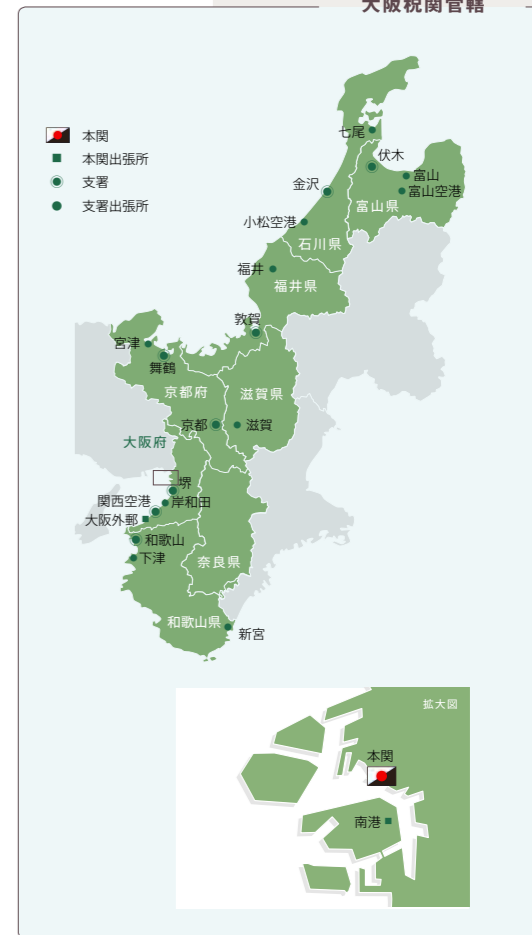 大阪税関管轄
本関
本関出張所
支署
支署出張所
七尾
伏木
富山
富山空港
金沢
富山県
小松空港
石川県
福井
福井県
敦賀
宮津
舞鶴
京都府
滋賀県
京都
滋賀
大阪府
堺
関西空港
岸和田
大阪外郵
和歌山
下津
奈良県
和歌山県
新宮
拡大図
本関
南港